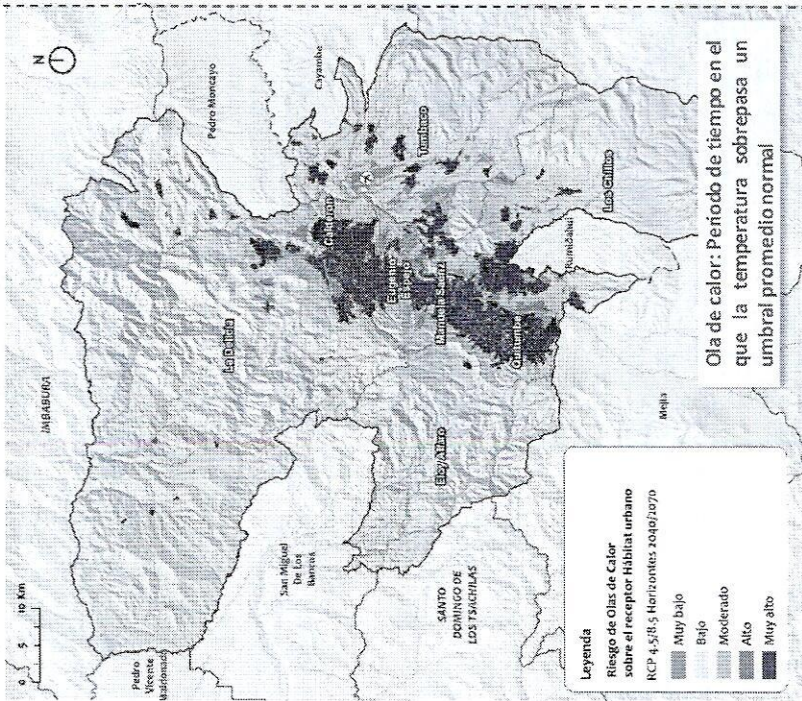 N
0 5 10 Km
IMBABURA
Pedro Moncayo
Cayambe
Pedro
Vicente
Maldonado
La Delicia
Calderón
Tumbaco
San Miguel
De Los
Bancos
Eugenio
Espejo
Manuela Sáenz
Eloy Alfaro
Quitumbe
Los Chillos
Rumiñahui
SANTO
DOMINGO DE
LOS TSÁCHILAS
Mejía
Leyenda
Riesgo de Olas de Calor
sobre el receptor Hábitat urbano
RCP 4.5/8.5 Horizontes 2040/2070
Muy bajo
Bajo
Moderado
Alto
Muy alto
Ola de calor: Período de tiempo en el
que la temperatura sobrepasa un
umbral promedio normal